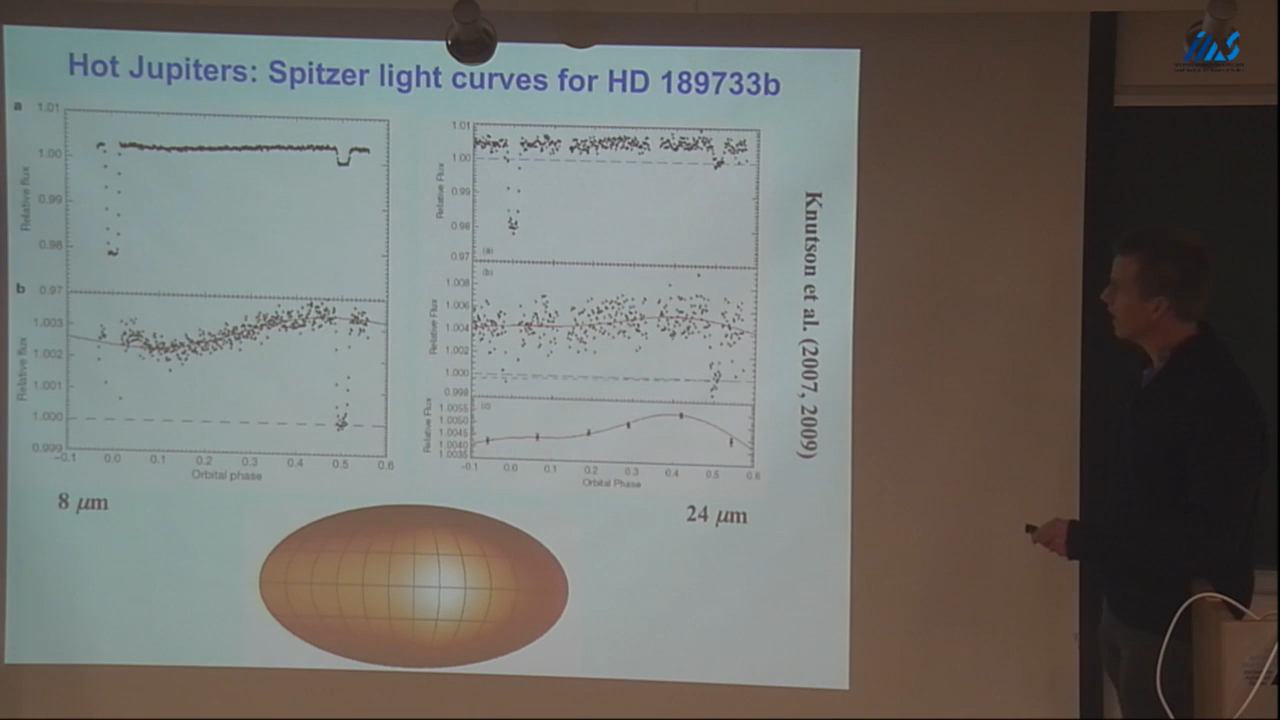 Hot Jupiters: Spitzer light curves for HD 189733b
a
1.01
1.00
0.99
0.98
0.97
Relative flux
b
1.003
1.002
1.001
1.000
0.999
Relative flux
-0.1 0.0 0.1 0.2 0.3 0.4 0.5 0.6
Orbital phase
8 μm
1.01
1.00
0.99
0.98
0.97
Relative Flux
(a)
(b)
1.008
1.006
1.004
1.002
1.000
0.998
Relative Flux
(c)
1.0055
1.0050
1.0045
1.0040
1.0035
Relative Flux
-0.1 0.0 0.1 0.2 0.3 0.4 0.5 0.6
Orbital Phase
24 μm
Knutson et al. (2007, 2009)